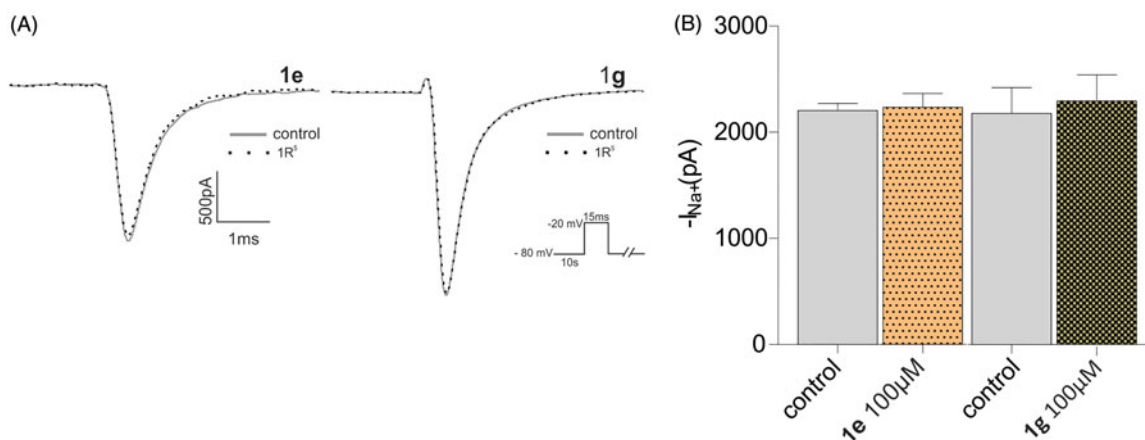 (A)
1e
control
1R⁵
500pA
1ms
1g
control
1R⁵
-20 mV
15ms
- 80 mV
10s
(B)
-INa+(pA)
3000
2000
1000
0
control
1e 100µM
control
1g 100µM